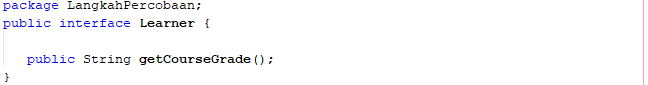 package LangkahPercobaan;
public interface Learner {
public String getCourseGrade();
}